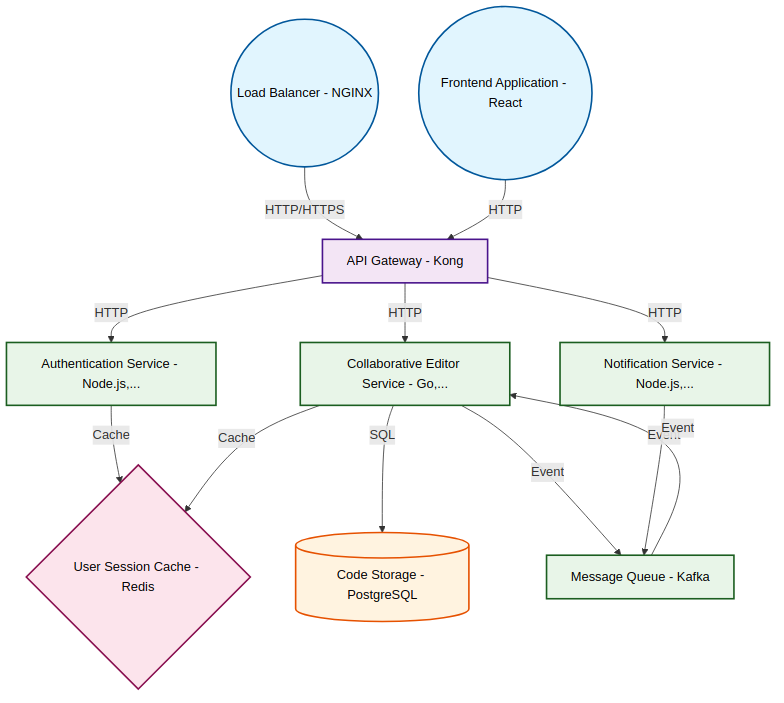 Load Balancer - NGINX
Frontend Application -
React
HTTP/HTTPS
HTTP
API Gateway - Kong
HTTP
HTTP
HTTP
Authentication Service -
Node.js,...
Collaborative Editor
Service - Go,...
Notification Service -
Node.js,...
Cache
Cache
SQL
Event
Event
Event
User Session Cache -
Redis
Code Storage -
PostgreSQL
Message Queue - Kafka